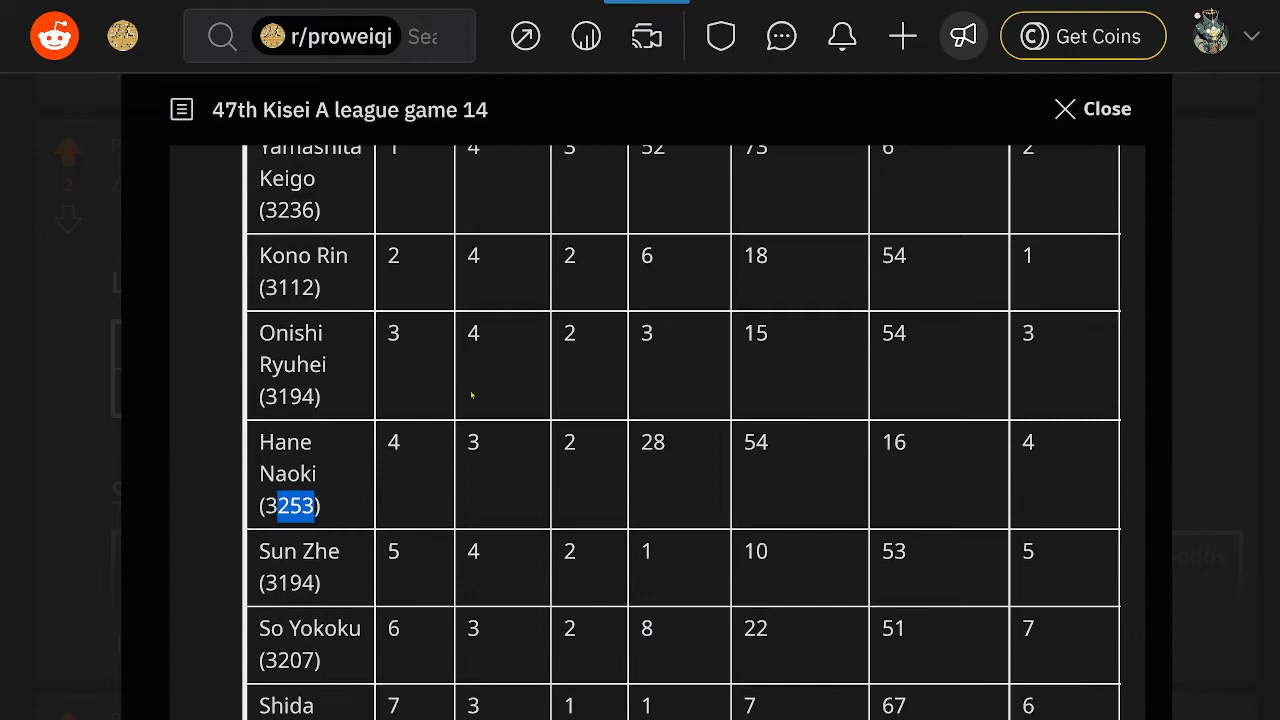 r/proweiqi Sea
Get Coins
47th Kisei A league game 14
Close
Yamashita Keigo (3236) 1 4 3 52 73 6 2
Kono Rin (3112) 2 4 2 6 18 54 1
Onishi Ryuhei (3194) 3 4 2 3 15 54 3
Hane Naoki (3253) 4 3 2 28 54 16 4
Sun Zhe (3194) 5 4 2 1 10 53 5
So Yokoku (3207) 6 3 2 8 22 51 7
Shida 7 3 1 1 7 67 6
2